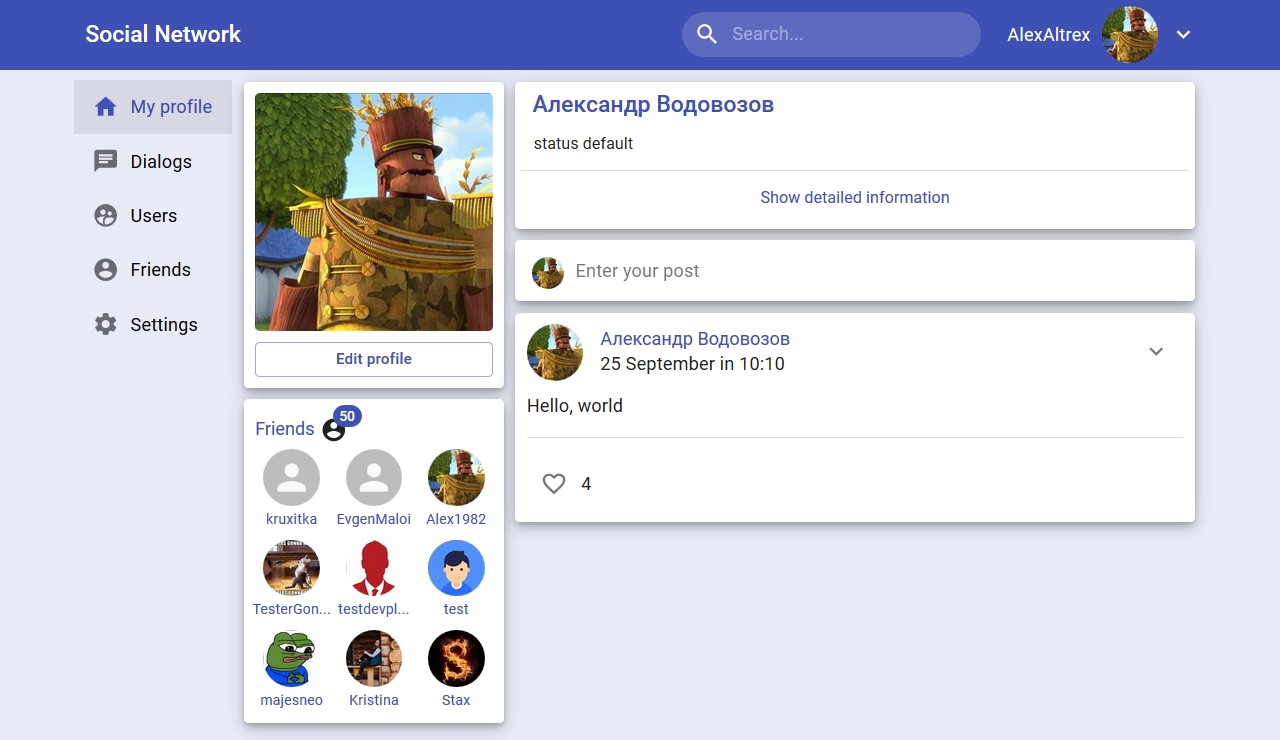 Social Network
Search...
AlexAltrex
My profile
Dialogs
Users
Friends
Settings
Edit profile
Friends 50
kruxitka EvgenMaloi Alex1982
TesterGon... testdevpl... test
majesneo Kristina Stax
Александр Водовозов
status default
Show detailed information
Enter your post
Александр Водовозов
25 September in 10:10
Hello, world
4